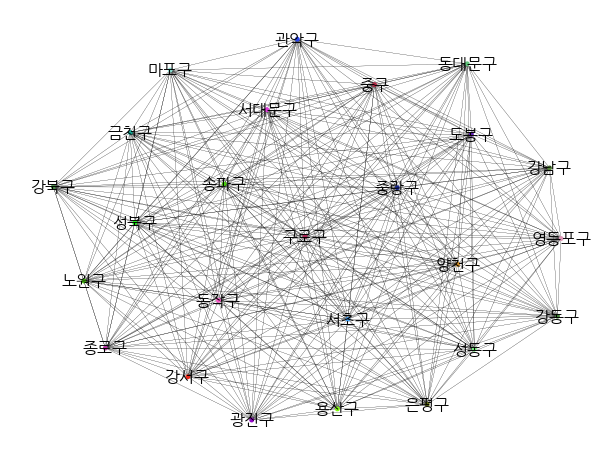 관악구
동대문구
마포구
중구
서대문구
금천구
도봉구
강남구
강북구
송파구
중랑구
성북구
구로구
영등포구
양천구
노원구
동작구
서초구
강동구
종로구
성동구
강서구
용산구
은평구
광진구